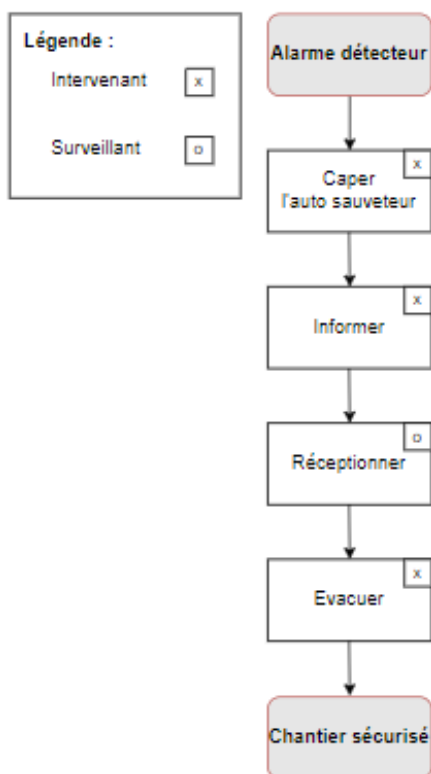 Légende :
Intervenant x
Surveillant o
Alarme détecteur
x
Caper
l'auto sauveteur
x
Informer
o
Réceptionner
x
Evacuer
Chantier sécurisé